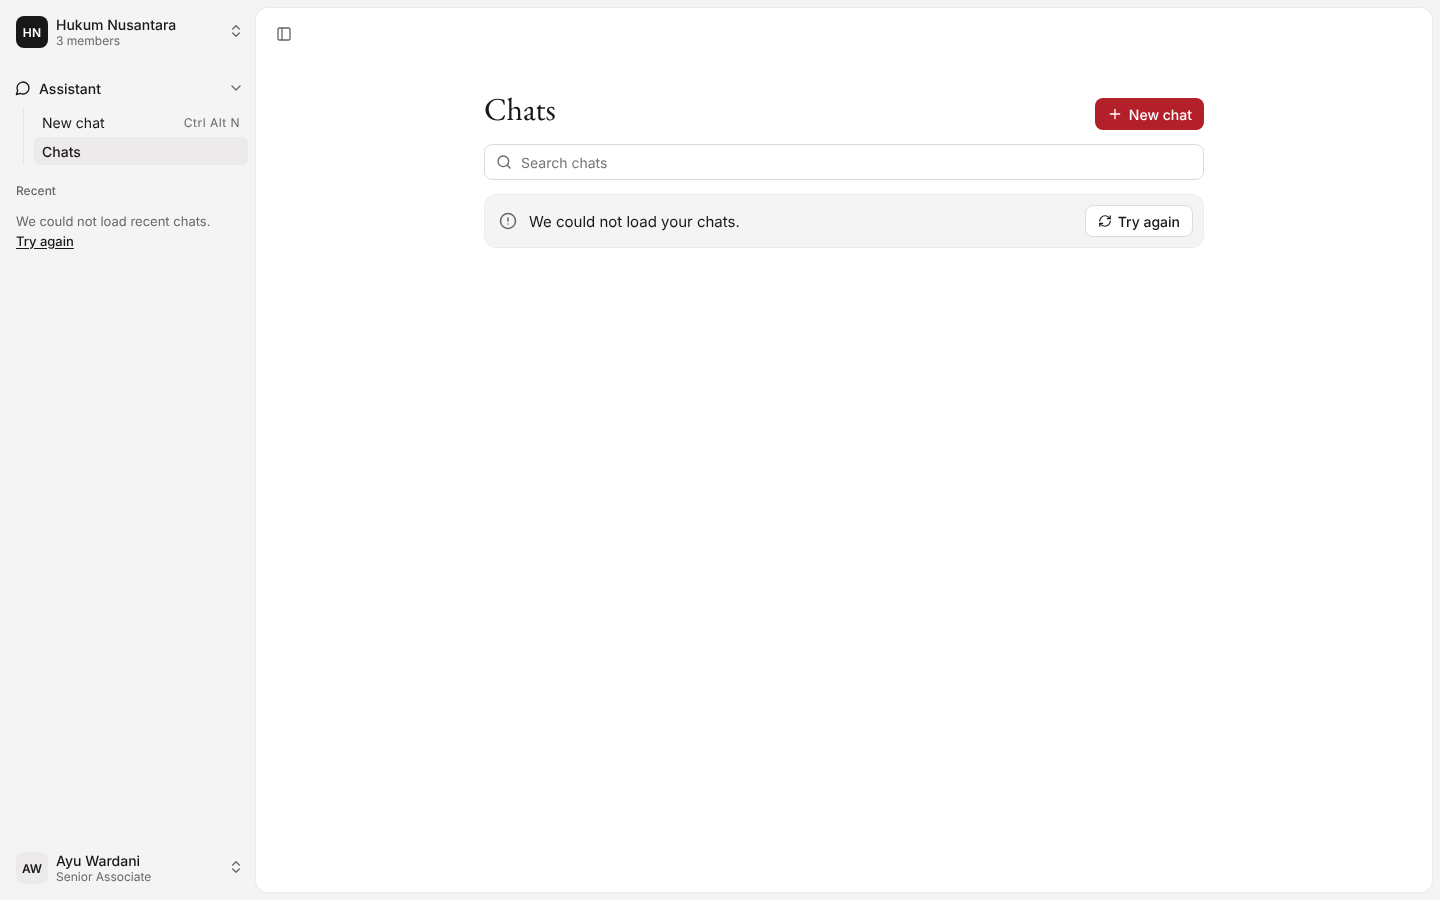 HN
Hukum Nusantara
3 members
Assistant
New chat Ctrl Alt N
Chats
Recent
We could not load recent chats.
Try again
AW
Ayu Wardani
Senior Associate
Chats
New chat
Search chats
We could not load your chats.
Try again